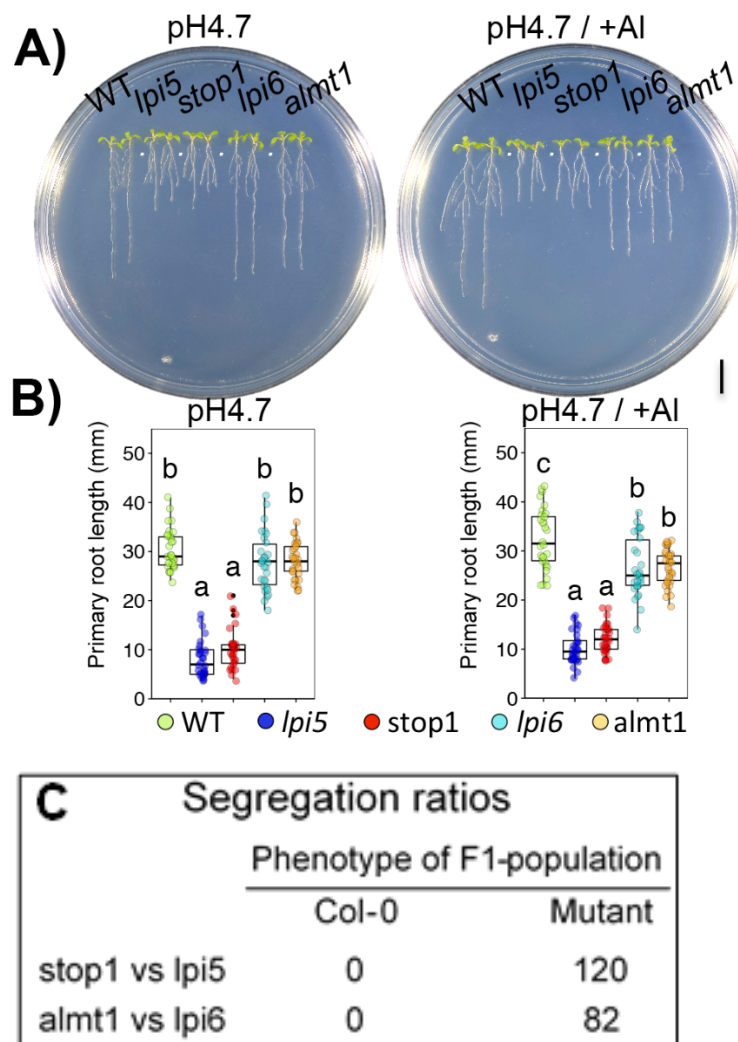 A)
pH4.7
pH4.7 / +Al
WT lpi5 stop1 lpi6 almt1
WT lpi5 stop1 lpi6 almt1
B)
pH4.7
pH4.7 / +Al
Primary root length (mm)
50
40
30
20
10
0
b
a
a
b
b
Primary root length (mm)
50
40
30
20
10
0
c
a
a
b
b
WT lpi5 stop1 lpi6 almt1
C Segregation ratios
Phenotype of F1-population
Col-0 Mutant
stop1 vs lpi5 0 120
almt1 vs lpi6 0 82